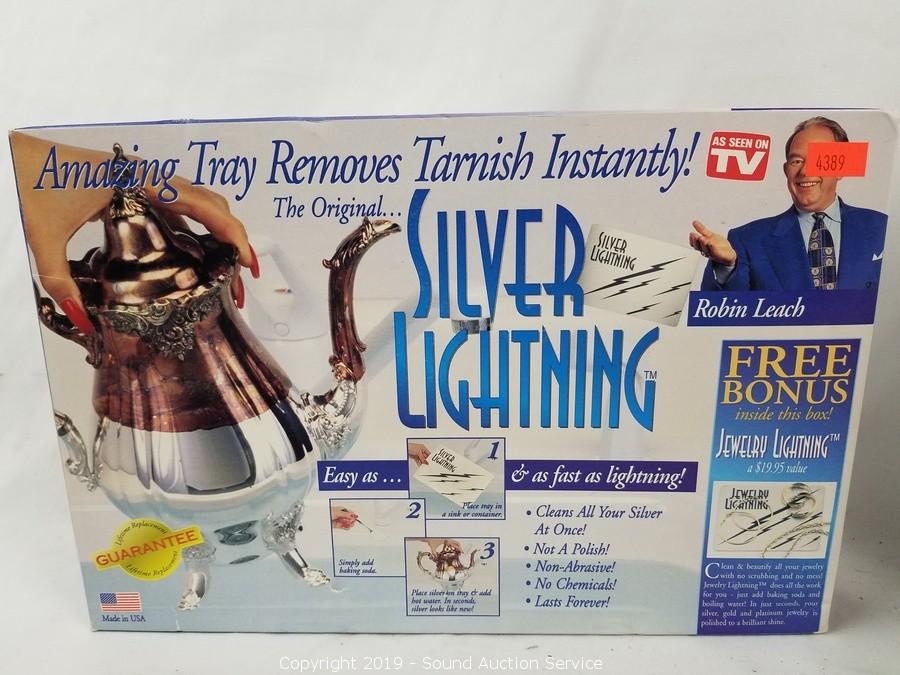 Amazing Tray Removes Tarnish Instantly!
AS SEEN ON
TV
4389
The Original...
SILVER
LIGHTNING™
SILVER
LIGHTNING
Robin Leach
FREE
BONUS
inside this box!
JEWELRY LIGHTNING™
a $19.95 value
JEWELRY
LIGHTNING
Clean & beautify all your jewelry
with no scrubbing and no mess!
Jewelry Lightning™ does all the work
for you - just add baking soda and
boiling water! In just seconds, your
silver, gold and platinum jewelry is
polished to a brilliant shine.
Easy as ...
& as fast as lightning!
1
SILVER
LIGHTNING
Place tray in
a sink or container.
2
Simply add
baking soda.
3
Place silver on tray & add
hot water. In seconds,
silver looks like new!
• Cleans All Your Silver
At Once!
• Not A Polish!
• Non-Abrasive!
• No Chemicals!
• Lasts Forever!
Lifetime Replacement
GUARANTEE
Lifetime Replacement
Made in USA
Copyright 2019 - Sound Auction Service